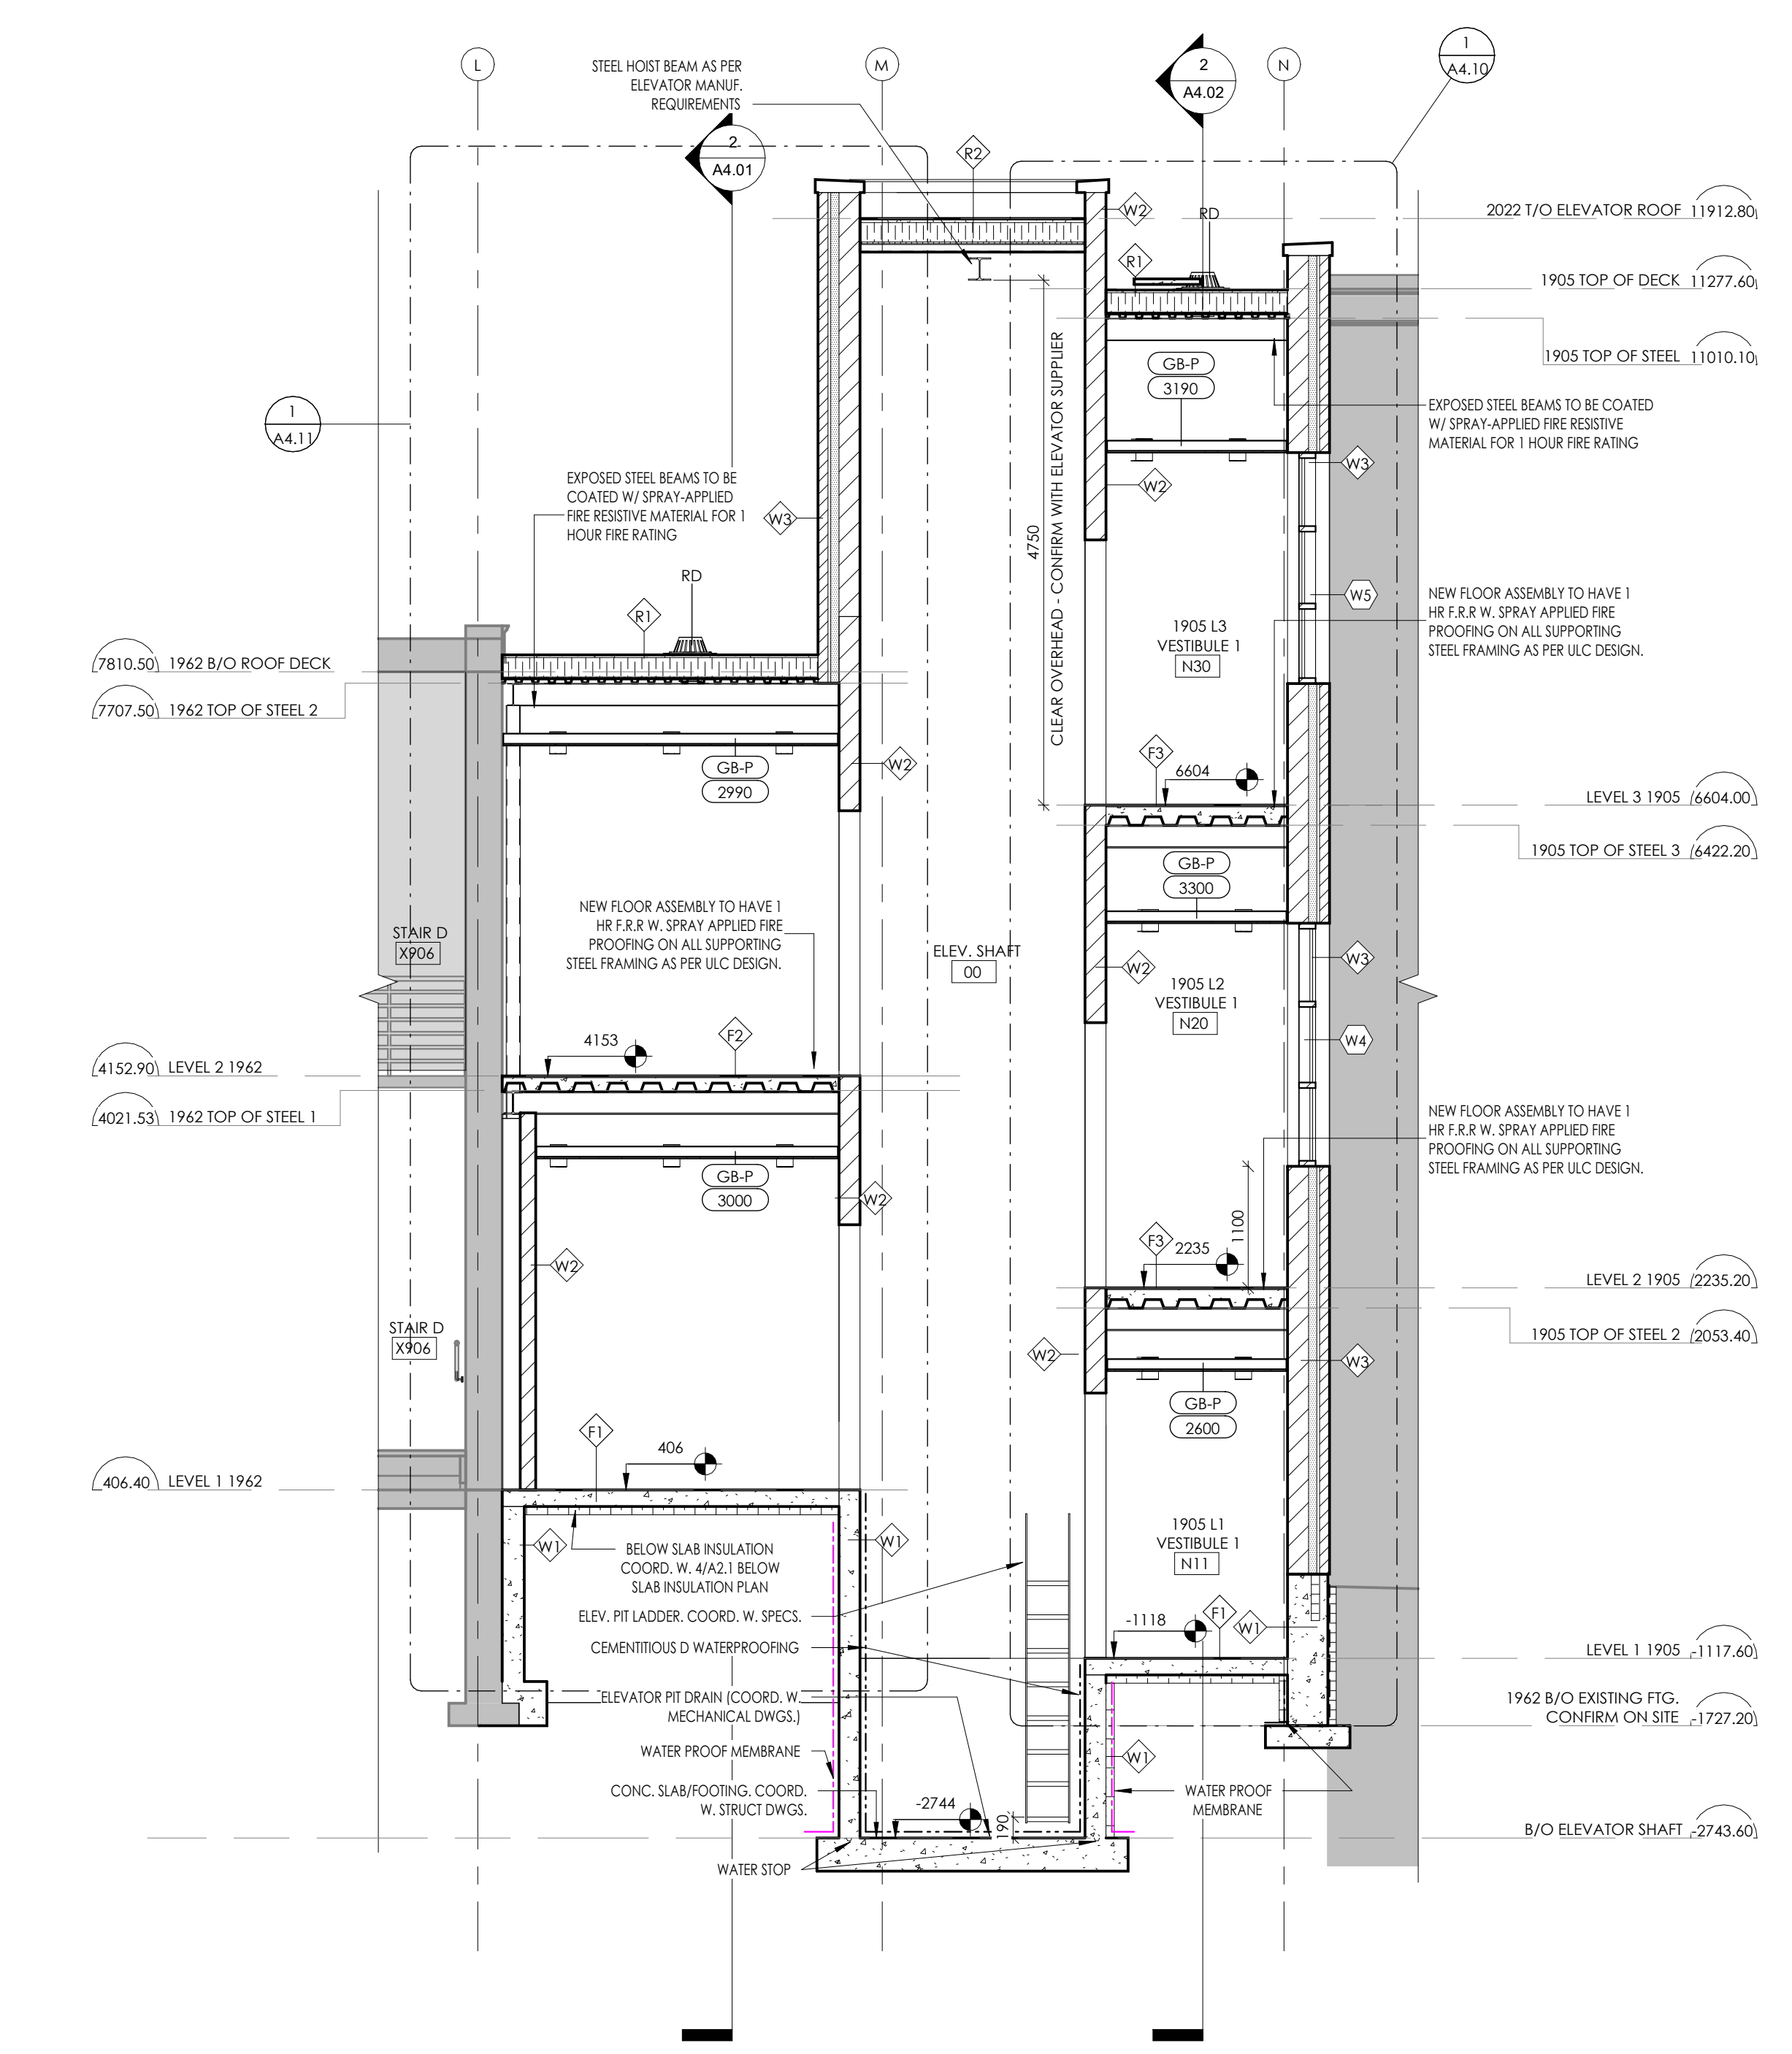 L
M
N
1
A4.10
2
A4.02
2
A4.01
STEEL HOIST BEAM AS PER
ELEVATOR MANUF.
REQUIREMENTS
R2
W2
RD
R1
2022 T/O ELEVATOR ROOF 11912.80
1905 TOP OF DECK 11277.60
1905 TOP OF STEEL 11010.10
GB-P
3190
EXPOSED STEEL BEAMS TO BE COATED
W/ SPRAY-APPLIED FIRE RESISTIVE
MATERIAL FOR 1 HOUR FIRE RATING
1
A4.11
W3
W2
EXPOSED STEEL BEAMS TO BE
COATED W/ SPRAY-APPLIED
FIRE RESISTIVE MATERIAL FOR 1
HOUR FIRE RATING
W3
4750
CLEAR OVERHEAD - CONFIRM WITH ELEVATOR SUPPLIER
RD
R1
W5
NEW FLOOR ASSEMBLY TO HAVE 1
HR F.R.R W. SPRAY APPLIED FIRE
PROOFING ON ALL SUPPORTING
STEEL FRAMING AS PER ULC DESIGN.
1905 L3
VESTIBULE 1
N30
7810.50 1962 B/O ROOF DECK
7707.50 1962 TOP OF STEEL 2
GB-P
2990
W2
F3
6604
LEVEL 3 1905 6604.00
1905 TOP OF STEEL 3 6422.20
GB-P
3300
NEW FLOOR ASSEMBLY TO HAVE 1
HR F.R.R W. SPRAY APPLIED FIRE
PROOFING ON ALL SUPPORTING
STEEL FRAMING AS PER ULC DESIGN.
STAIR D
X906
ELEV. SHAFT
00
W2
W3
1905 L2
VESTIBULE 1
N20
W4
4153
F2
4152.90 LEVEL 2 1962
4021.53 1962 TOP OF STEEL 1
NEW FLOOR ASSEMBLY TO HAVE 1
HR F.R.R W. SPRAY APPLIED FIRE
PROOFING ON ALL SUPPORTING
STEEL FRAMING AS PER ULC DESIGN.
GB-P
3000
W2
W2
F3
2235
1100
LEVEL 2 1905 2235.20
1905 TOP OF STEEL 2 2053.40
STAIR D
X906
W2
W3
GB-P
2600
F1
406
406.40 LEVEL 1 1962
1905 L1
VESTIBULE 1
N11
W1
W1
BELOW SLAB INSULATION
COORD. W. 4/A2.1 BELOW
SLAB INSULATION PLAN
ELEV. PIT LADDER. COORD. W. SPECS.
CEMENTITIOUS D WATERPROOFING
-1118
F1
W1
LEVEL 1 1905 -1117.60
ELEVATOR PIT DRAIN (COORD. W.
MECHANICAL DWGS.)
1962 B/O EXISTING FTG.
CONFIRM ON SITE -1727.20
WATER PROOF MEMBRANE
W1
CONC. SLAB/FOOTING. COORD.
W. STRUCT DWGS.
WATER PROOF
MEMBRANE
-2744
190
B/O ELEVATOR SHAFT -2743.60
WATER STOP